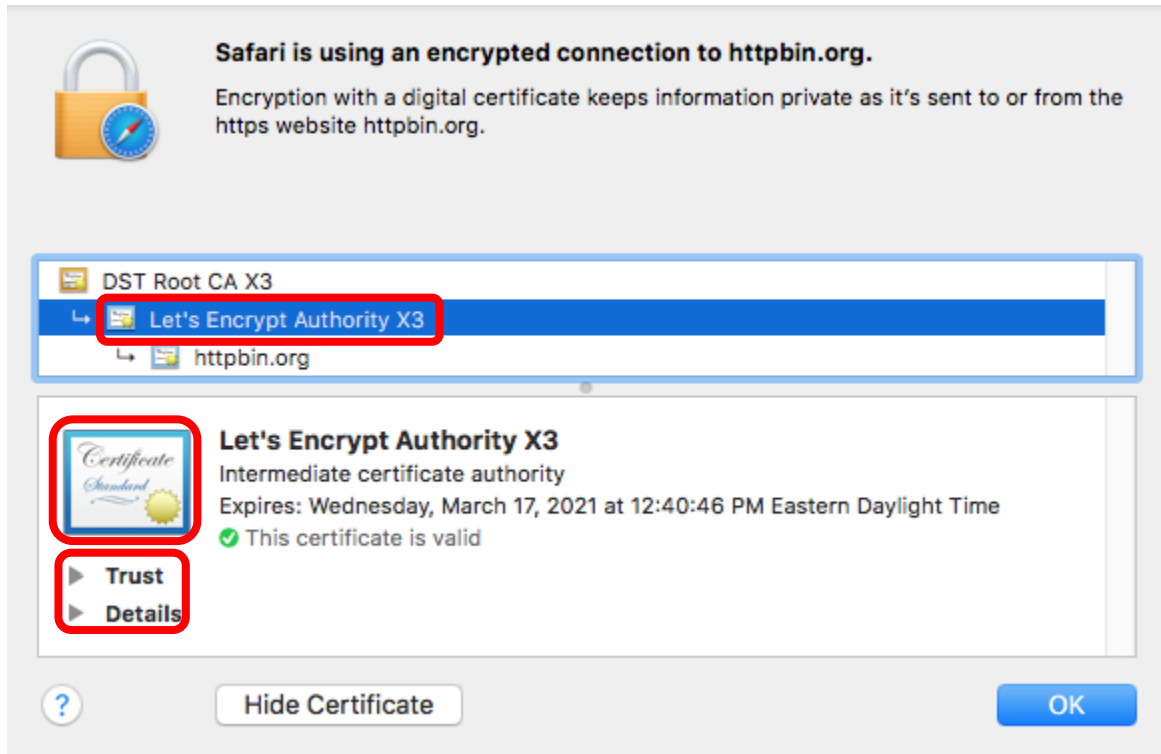 Safari is using an encrypted connection to httpbin.org.
Encryption with a digital certificate keeps information private as it's sent to or from the
https website httpbin.org.
DST Root CA X3
Let's Encrypt Authority X3
httpbin.org
Certificate
Standard
Let's Encrypt Authority X3
Intermediate certificate authority
Expires: Wednesday, March 17, 2021 at 12:40:46 PM Eastern Daylight Time
This certificate is valid
Trust
Details
?
Hide Certificate
OK